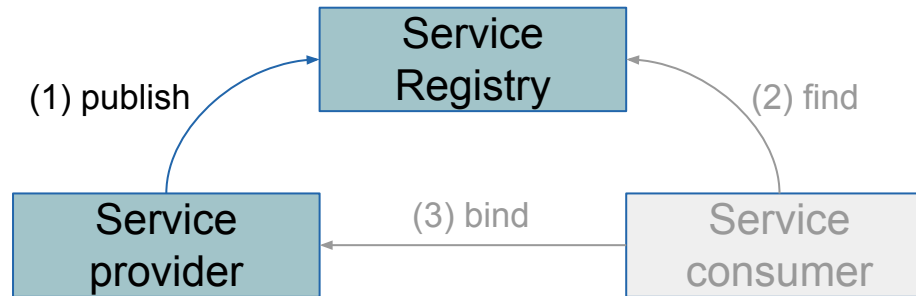 Service
Registry
(1) publish
(2) find
Service
provider
(3) bind
Service
consumer